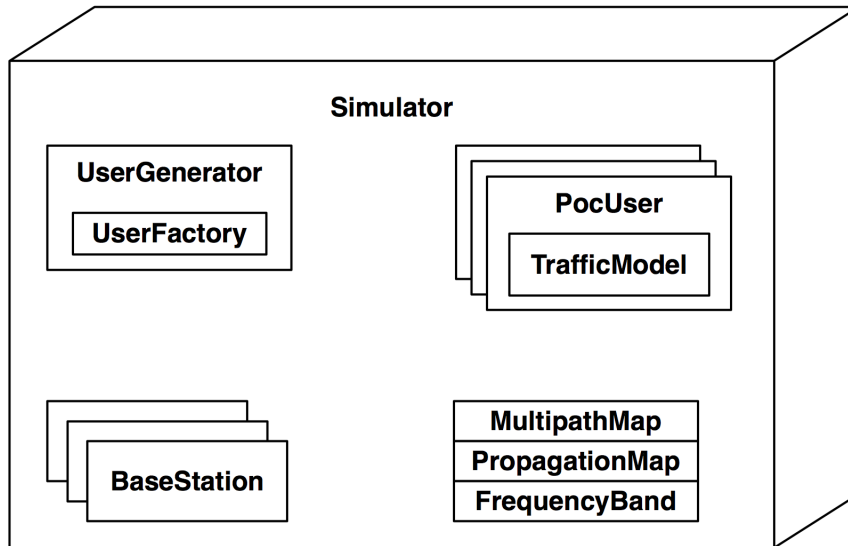 Simulator
UserGenerator
UserFactory
PocUser
TrafficModel
BaseStation
MultipathMap
PropagationMap
FrequencyBand